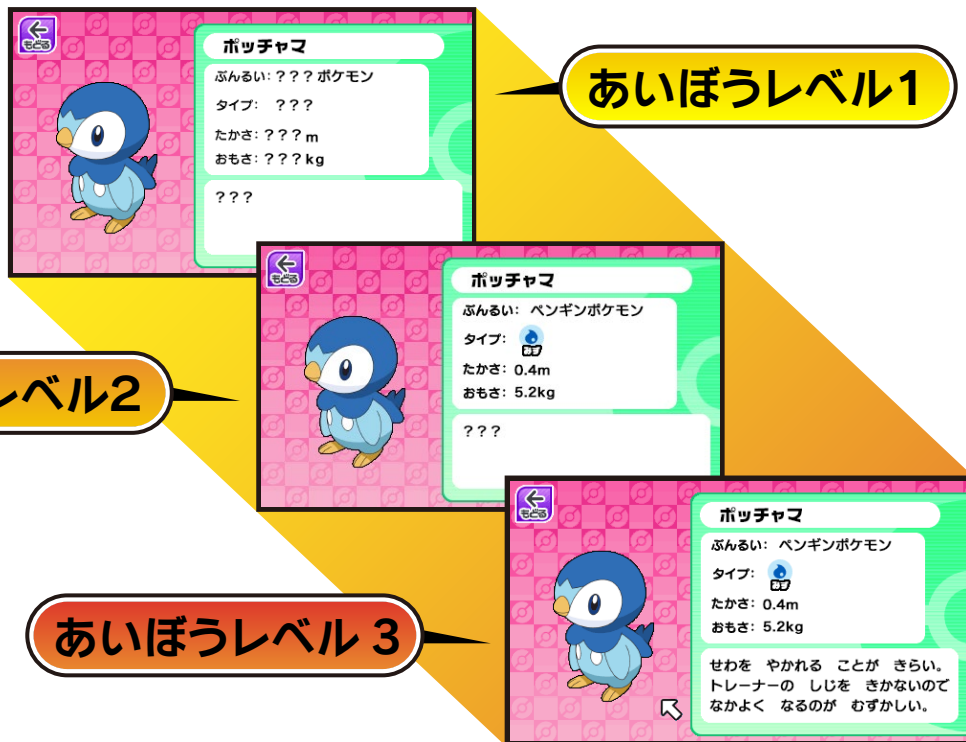 もどる
ポッチャマ
ぶんるい:???ポケモン
タイプ: ???
たかさ:???m
おもさ:???kg
???
あいぼうレベル1
もどる
ポッチャマ
ぶんるい: ペンギンポケモン
タイプ: みず
たかさ: 0.4m
おもさ: 5.2kg
???
レベル2
もどる
ポッチャマ
ぶんるい: ペンギンポケモン
タイプ: みず
たかさ: 0.4m
おもさ: 5.2kg
せわを やかれる ことが きらい。
トレーナーの しじを きかないので
なかよく なるのが むずかしい。
あいぼうレベル 3